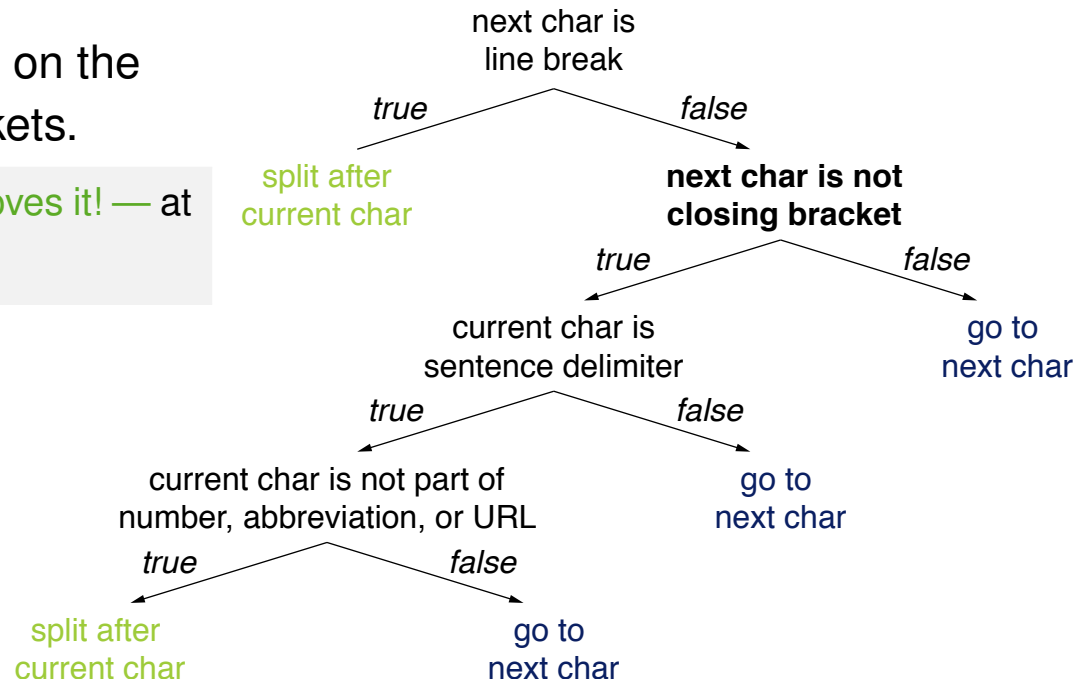 on the
kets.
oves it! — at
next char is
line break
true
false
split after
current char
next char is not
closing bracket
true
false
current char is
sentence delimiter
go to
next char
true
false
current char is not part of
number, abbreviation, or URL
go to
next char
true
false
split after
current char
go to
next char